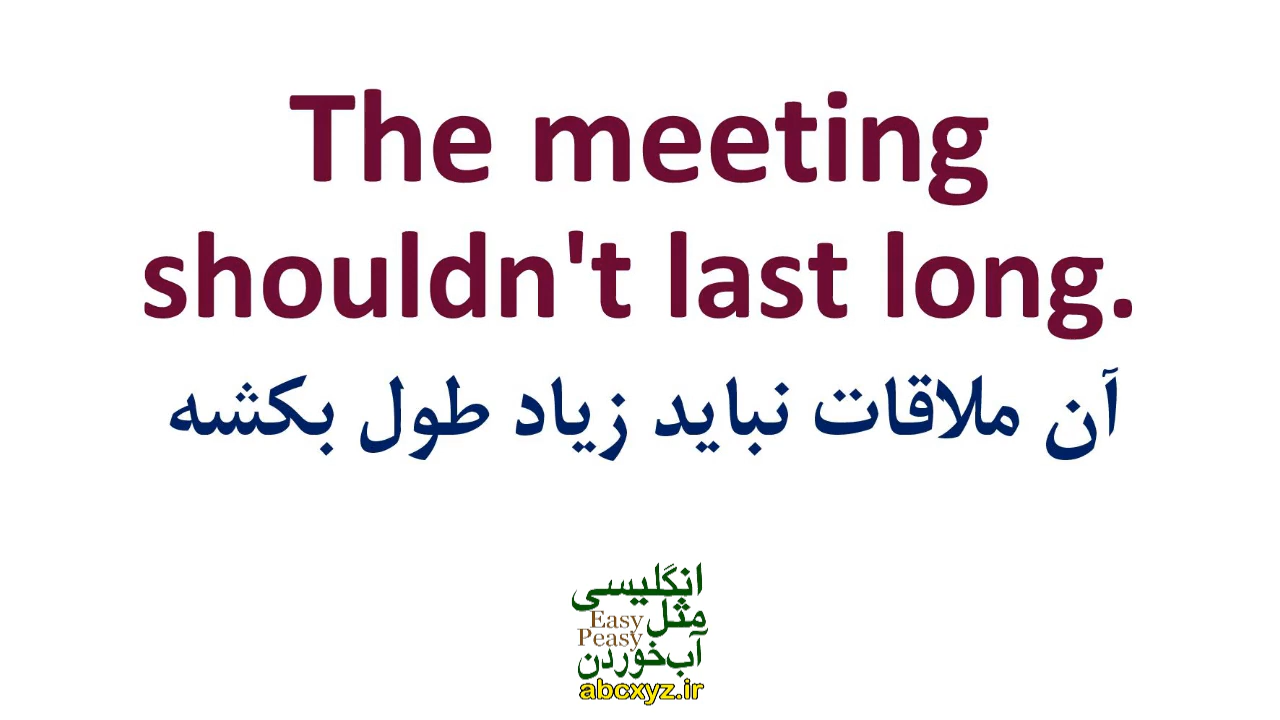 The meeting
shouldn't last long.
آن ملاقات نباید زیاد طول بکشه
انگلیسی
مثل
Easy
Peasy
آب‌خوردن
abcxyz.ir